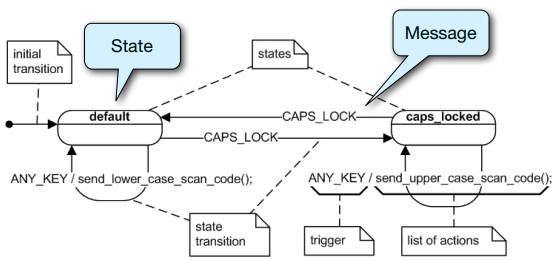 State
Message
initial
transition
states
default
CAPS_LOCK
caps_locked
CAPS_LOCK
ANY_KEY / send_lower_case_scan_code();
ANY_KEY / send_upper_case_scan_code();
state
transition
trigger
list of actions